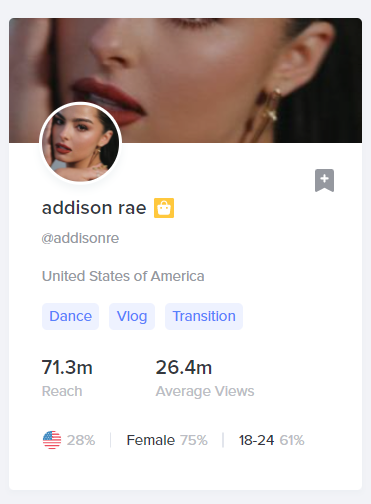 addison rae
@addisonre
United States of America
Dance Vlog Transition
71.3m 26.4m
Reach Average Views
28% Female 75% 18-24 61%